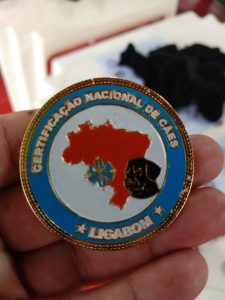 CERTIFICAÇÃO NACIONAL DE CÃES
LIGABOM